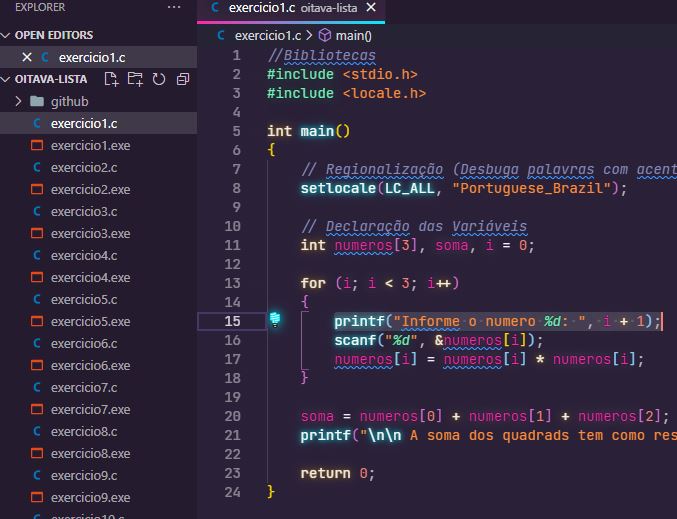 EXPLORER ...
OPEN EDITORS
exercicio1.c
OITAVA-LISTA
github
exercicio1.c
exercicio1.exe
exercicio2.c
exercicio2.exe
exercicio3.c
exercicio3.exe
exercicio4.c
exercicio4.exe
exercicio5.c
exercicio5.exe
exercicio6.c
exercicio6.exe
exercicio7.c
exercicio7.exe
exercicio8.c
exercicio8.exe
exercicio9.c
exercicio9.exe
exercicio10.c
exercicio1.c oitava-lista
exercicio1.c > main()
1 //Bibliotecas
2 #include <stdio.h>
3 #include <locale.h>
4
5 int main()
6 {
7 // Regionalização (Desbuga palavras com acent
8 setlocale(LC_ALL, "Portuguese_Brazil");
9
10 // Declaração das Variáveis
11 int numeros[3], soma, i = 0;
12
13 for (i; i < 3; i++)
14 {
15 printf("Informe o numero %d: ", i + 1);
16 scanf("%d", &numeros[i]);
17 numeros[i] = numeros[i] * numeros[i];
18 }
19
20 soma = numeros[0] + numeros[1] + numeros[2];
21 printf("\n\n A soma dos quadrads tem como res
22
23 return 0;
24 }